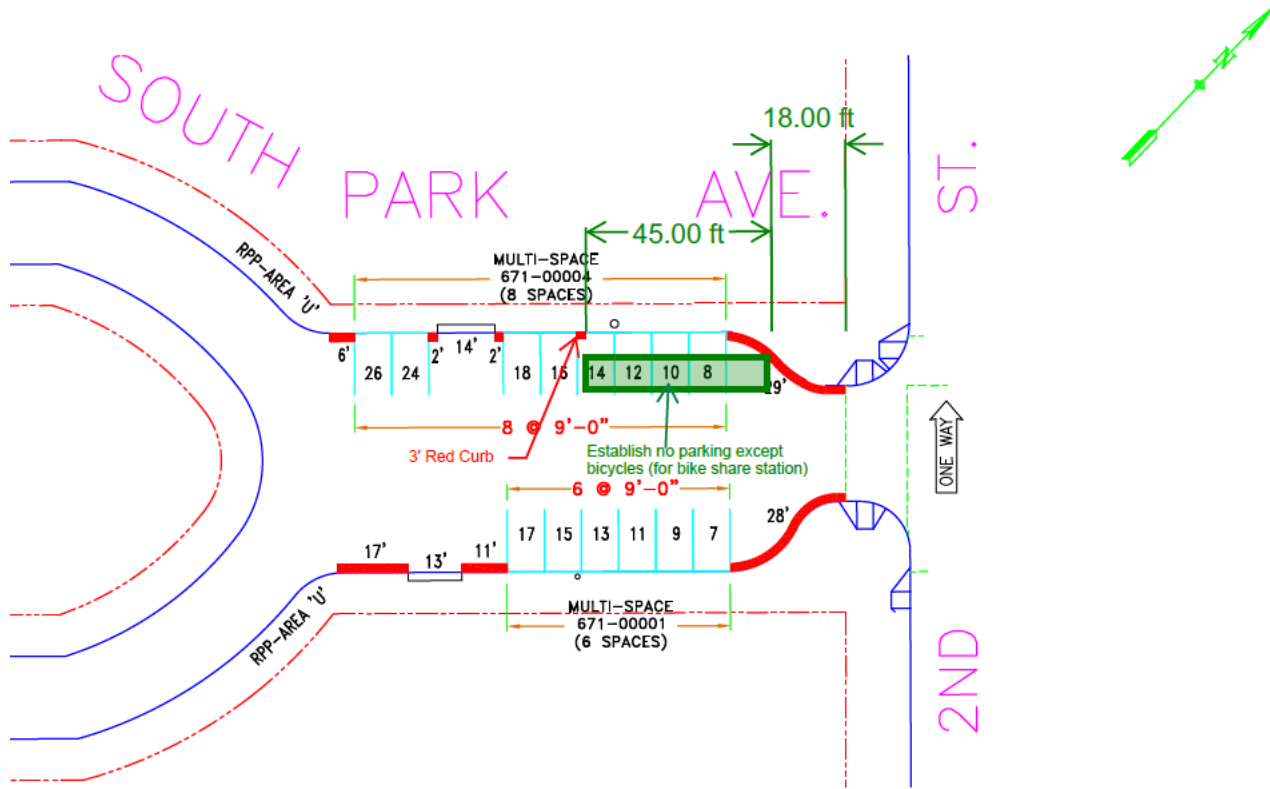 SOUTH
PARK
AVE.
ST.
N
18.00 ft
45.00 ft
MULTI-SPACE
671-00004
(8 SPACES)
RPP-AREA 'U'
6'
26
24
2'
14'
2'
18
16
14
12
10
8
29'
8 @ 9'-0"
3' Red Curb
Establish no parking except
bicycles (for bike share station)
ONE WAY
6 @ 9'-0"
17'
13'
11'
17
15
13
11
9
7
28'
RPP-AREA 'U'
MULTI-SPACE
671-00001
(6 SPACES)
2ND